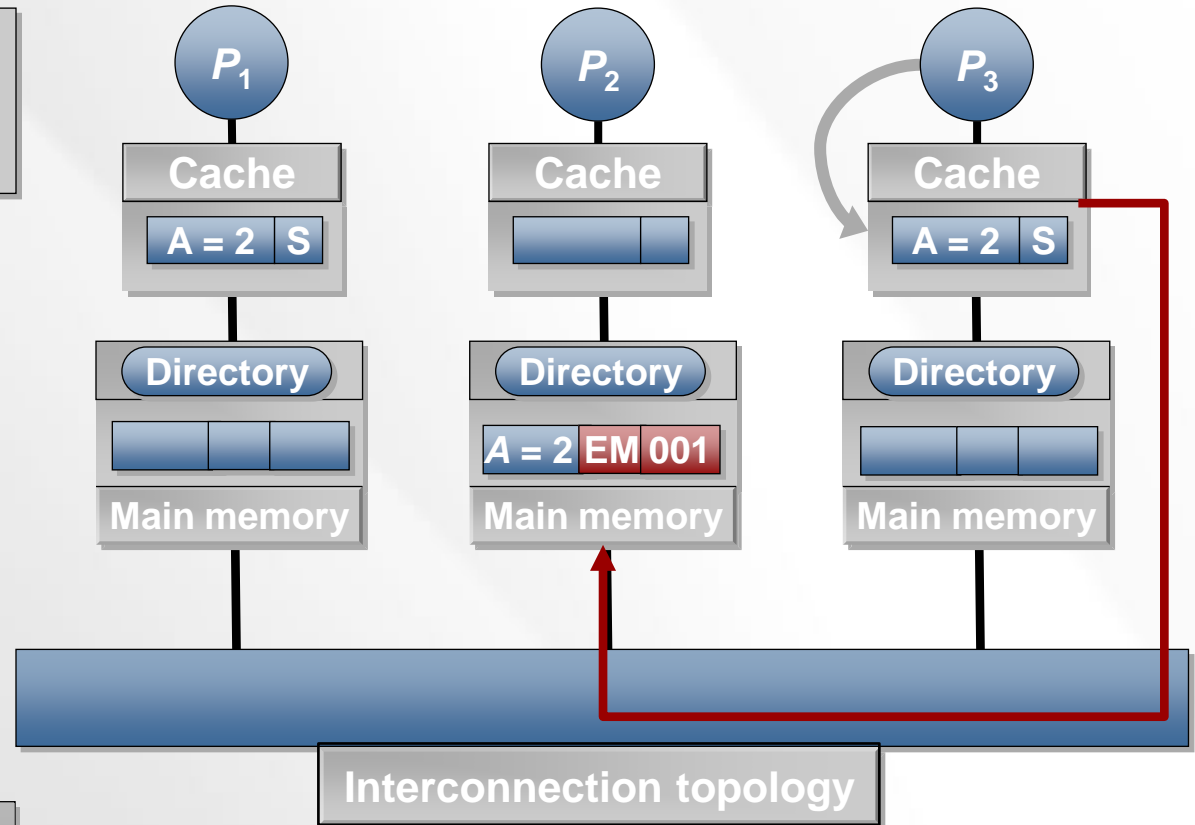 P1 P2 P3
Cache Cache Cache
A = 2 S A = 2 S
Directory Directory Directory
A = 2 EM 001
Main memory Main memory Main memory
Interconnection topology